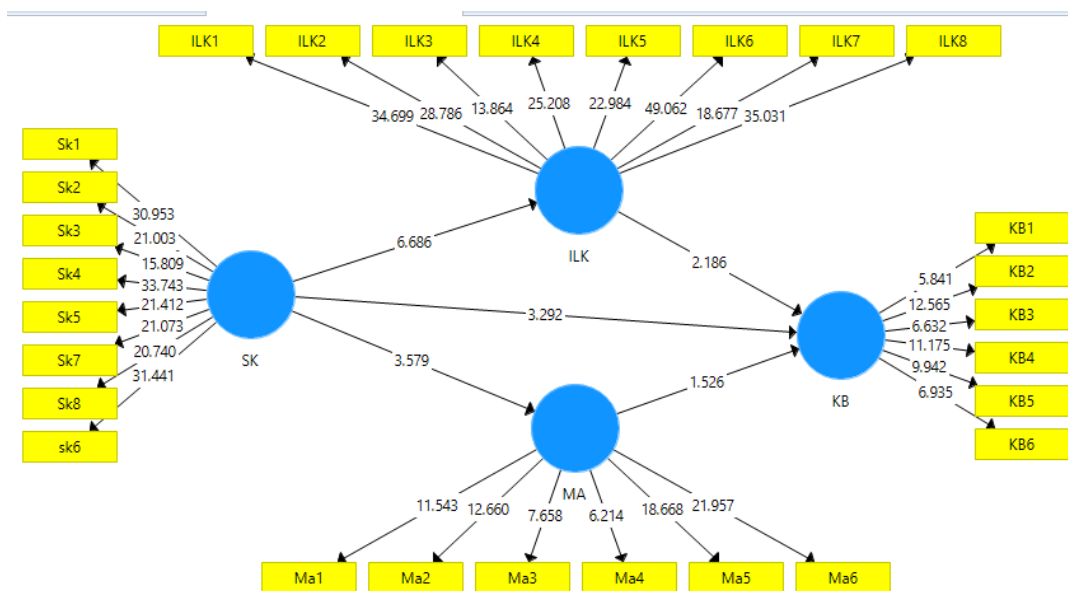 ILK1 ILK2 ILK3 ILK4 ILK5 ILK6 ILK7 ILK8
34.699 28.786 13.864 25.208 22.984 49.062 18.677 35.031
Sk1
Sk2
Sk3
Sk4
Sk5
Sk7
Sk8
sk6
30.953
21.003
15.809
33.743
21.412
21.073
20.740
31.441
SK
6.686
3.292
3.579
ILK
2.186
MA
1.526
KB
KB1
KB2
KB3
KB4
KB5
KB6
5.841
12.565
6.632
11.175
9.942
6.935
11.543 12.660 7.658 6.214 18.668 21.957
Ma1 Ma2 Ma3 Ma4 Ma5 Ma6